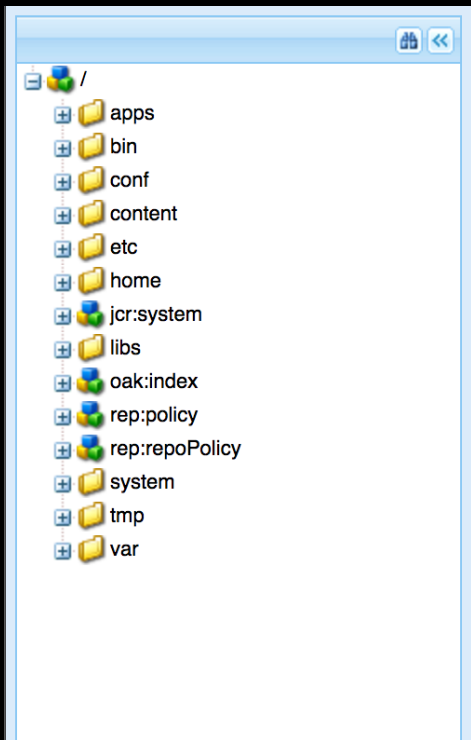 /
apps
bin
conf
content
etc
home
jcr:system
libs
oak:index
rep:policy
rep:repoPolicy
system
tmp
var